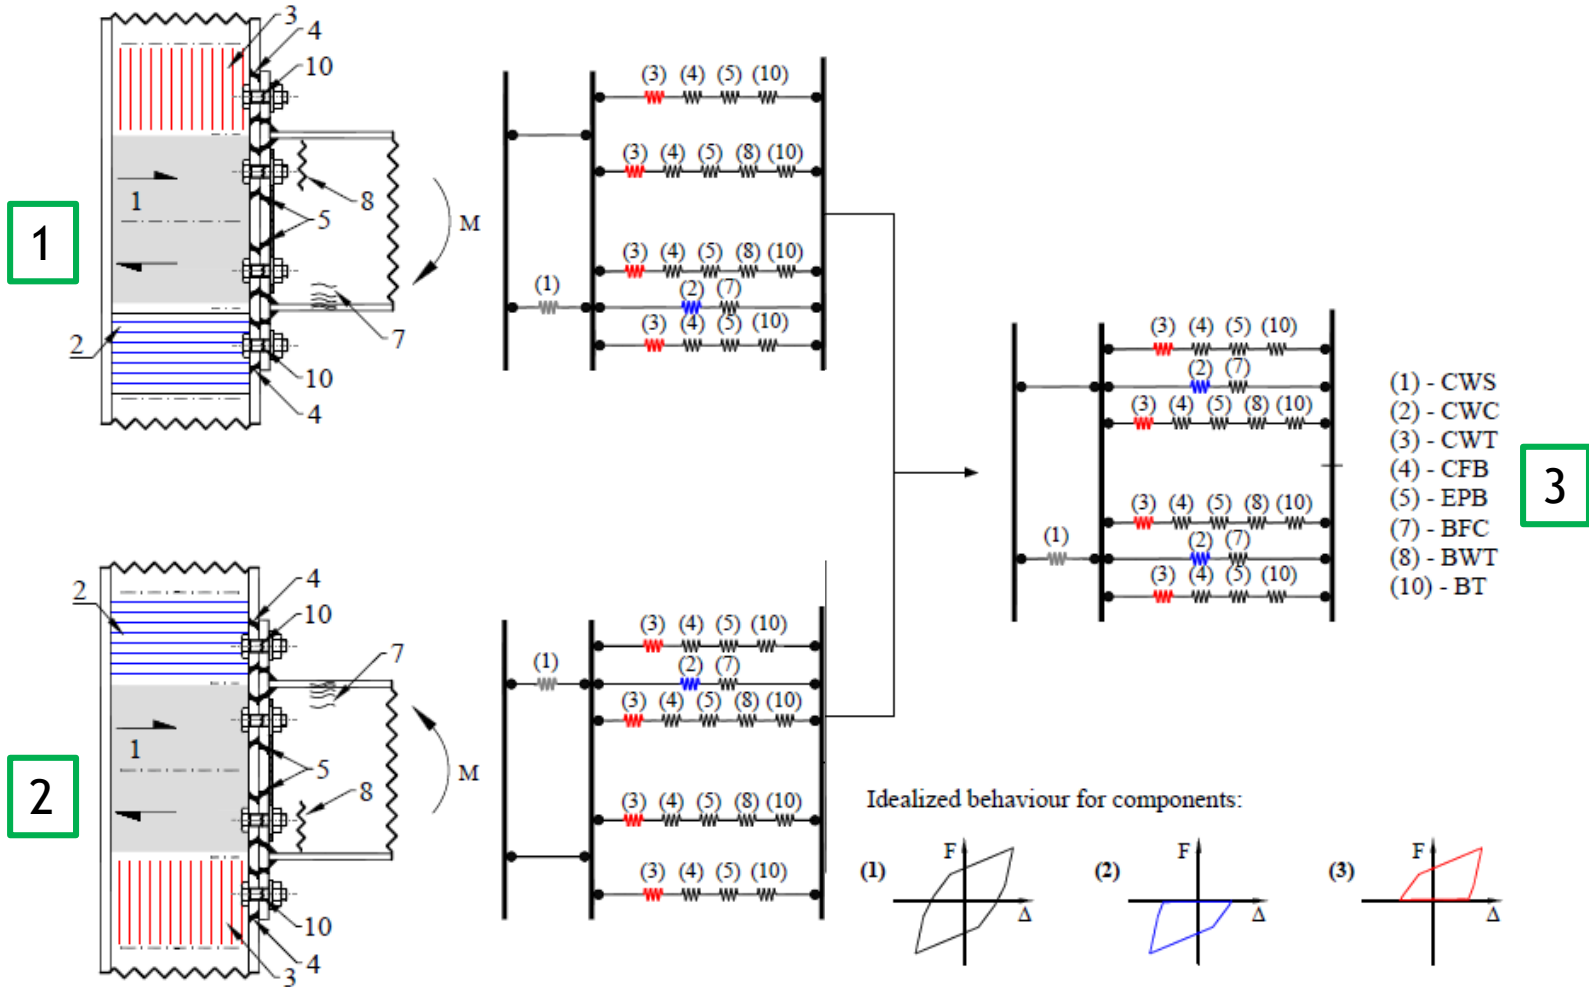 3
4
10
(3) (4) (5) (10)
(3) (4) (5) (8) (10)
1
8
5
M
1
(3) (4) (5) (8) (10)
(1)
(2) (7)
(3) (4) (5) (10)
2
7
10
4
(3) (4) (5) (10)
(2) (7)
(3) (4) (5) (8) (10)
(3) (4) (5) (8) (10)
(1)
(2) (7)
(3) (4) (5) (10)
(1) - CWS
(2) - CWC
(3) - CWT
(4) - CFB
(5) - EPB
(7) - BFC
(8) - BWT
(10) - BT
3
2
4
10
7
1
5
8
M
2
10
4
3
(3) (4) (5) (10)
(1)
(2) (7)
(3) (4) (5) (8) (10)
(3) (4) (5) (8) (10)
(3) (4) (5) (10)
Idealized behaviour for components:
(1) F Δ
(2) F Δ
(3) F Δ